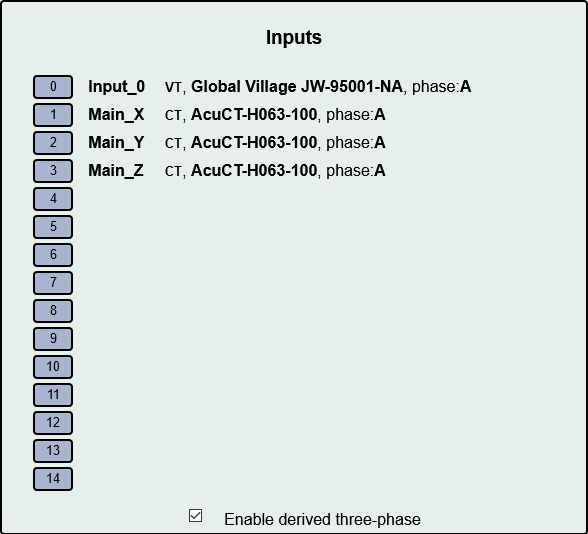 Inputs
0 Input_0 VT, Global Village JW-95001-NA, phase:A
1 Main_X CT, AcuCT-H063-100, phase:A
2 Main_Y CT, AcuCT-H063-100, phase:A
3 Main_Z CT, AcuCT-H063-100, phase:A
4
5
6
7
8
9
10
11
12
13
14
Enable derived three-phase